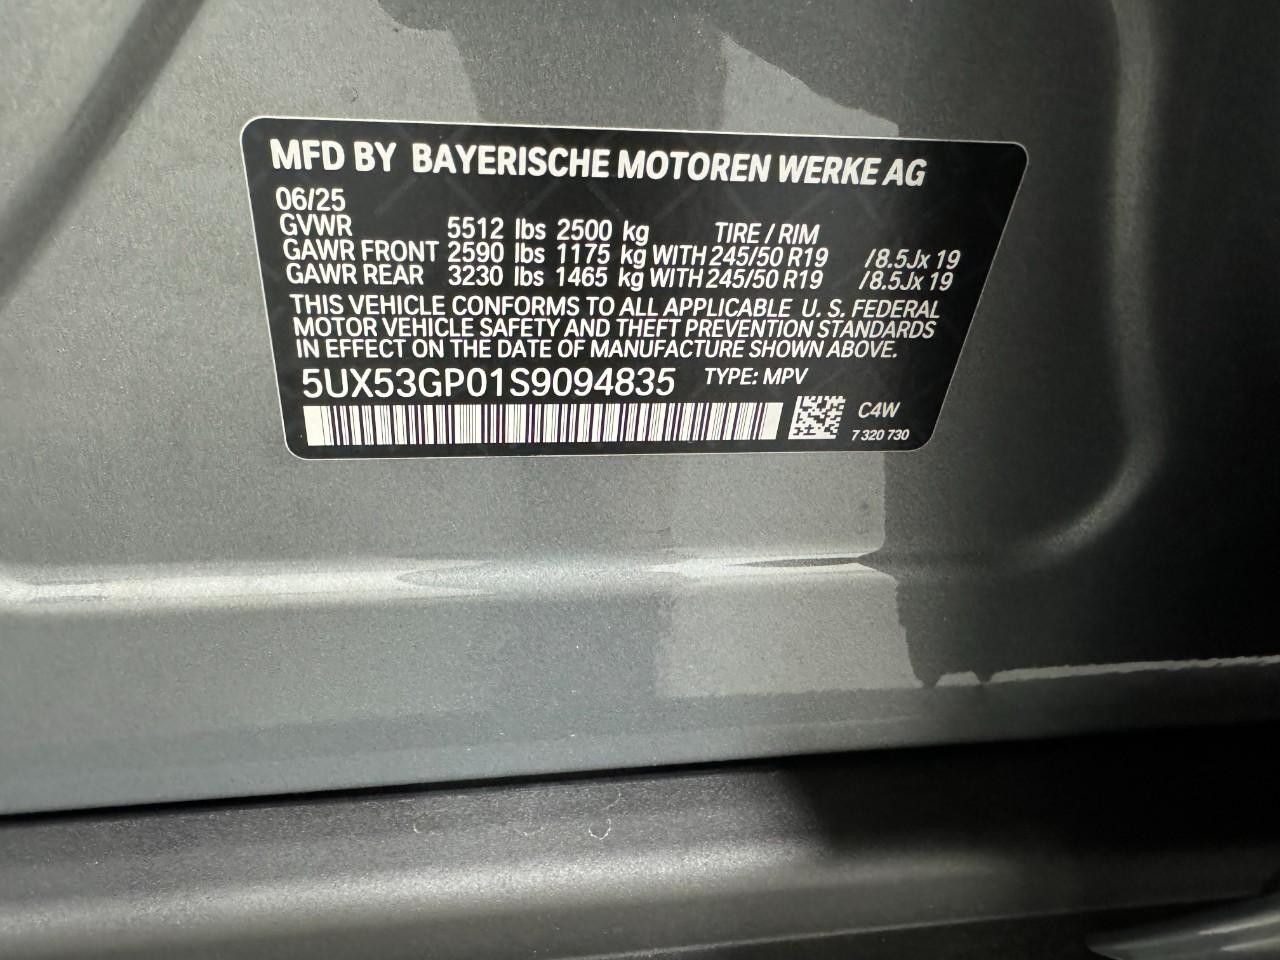 MFD BY BAYERISCHE MOTOREN WERKE AG
06/25
GVWR 5512 lbs 2500 kg TIRE / RIM
GAWR FRONT 2590 lbs 1175 kg WITH 245/50 R19 /8.5Jx 19
GAWR REAR 3230 lbs 1465 kg WITH 245/50 R19 /8.5Jx 19
THIS VEHICLE CONFORMS TO ALL APPLICABLE U. S. FEDERAL
MOTOR VEHICLE SAFETY AND THEFT PREVENTION STANDARDS
IN EFFECT ON THE DATE OF MANUFACTURE SHOWN ABOVE.
5UX53GP01S9094835 TYPE: MPV
C4W
7 320 730